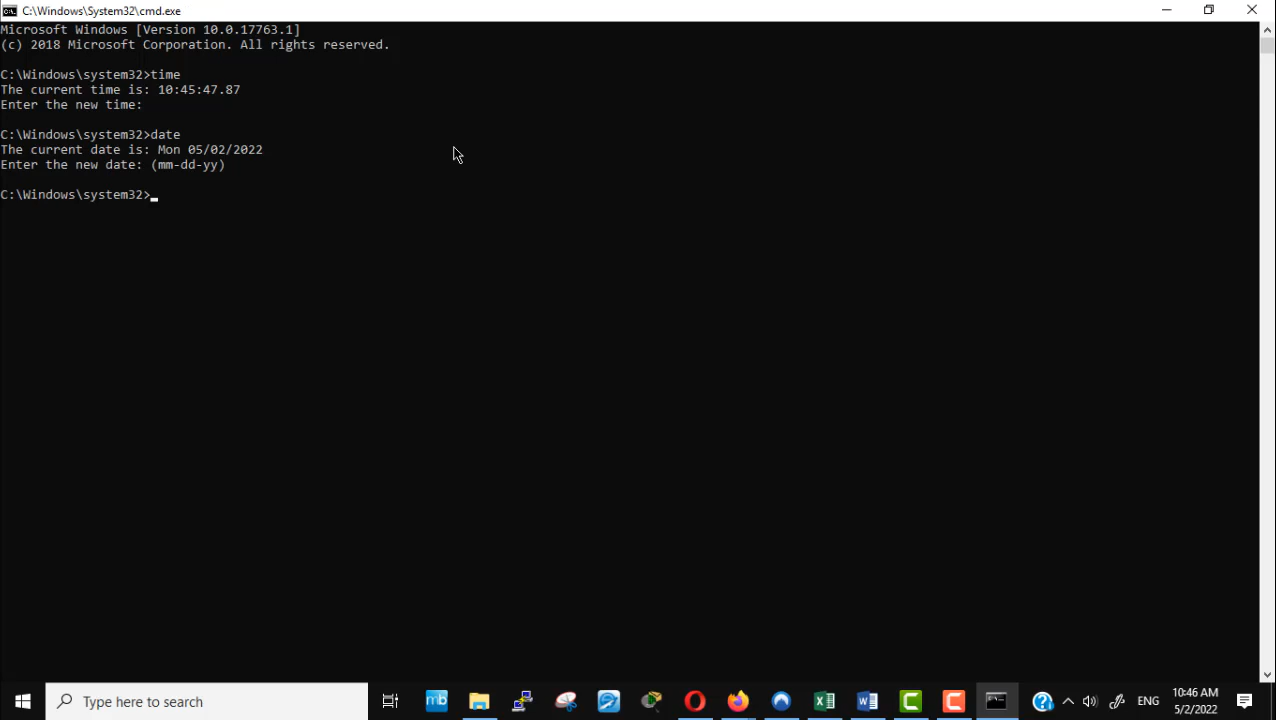 C:\Windows\System32\cmd.exe
Microsoft Windows [Version 10.0.17763.1]
(c) 2018 Microsoft Corporation. All rights reserved.
C:\Windows\system32>time
The current time is: 10:45:47.87
Enter the new time:
C:\Windows\system32>date
The current date is: Mon 05/02/2022
Enter the new date: (mm-dd-yy)
C:\Windows\system32>
Type here to search
mb
ENG
10:46 AM
5/2/2022